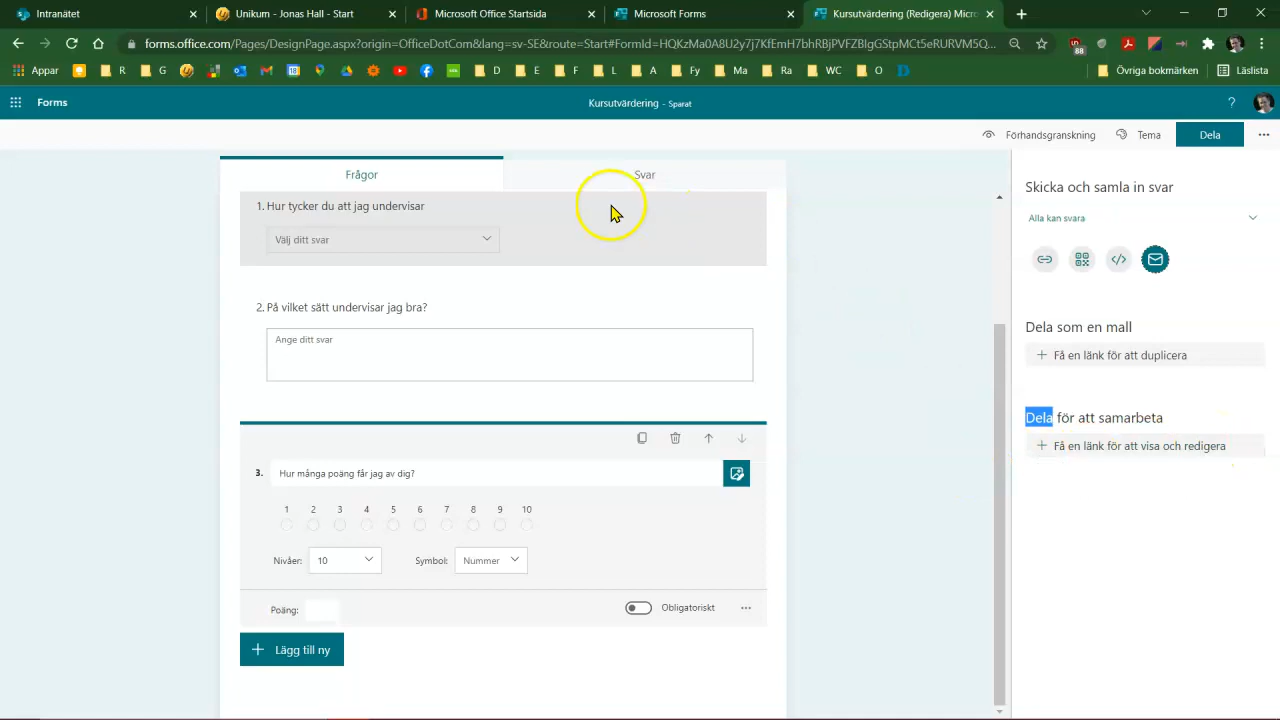 Intranätet
Unikum - Jonas Hall - Start
Microsoft Office Startsida
Microsoft Forms
Kursutvärdering (Redigera) Micro
forms.office.com/Pages/DesignPage.aspx?origin=OfficeDotCom&lang=sv-SE&route=Start#FormId=HQKzMa0A8U2y7j7KfEmH7bhRBJPVFZBIgGStpMCt5eRURVM5Q...
88
Appar
R
G
18
D
E
F
L
A
Fy
Ma
Ra
WC
O
Övriga bokmärken
Läslista
Forms
Kursutvärdering - Sparat
?
Förhandsgranskning
Tema
Dela
Frågor
Svar
1. Hur tycker du att jag undervisar
Välj ditt svar
2. På vilket sätt undervisar jag bra?
Ange ditt svar
3. Hur många poäng får jag av dig?
1 2 3 4 5 6 7 8 9 10
Nivåer: 10 Symbol: Nummer
Poäng:
Obligatoriskt
Lägg till ny
Skicka och samla in svar
Alla kan svara
Dela som en mall
Få en länk för att duplicera
Dela för att samarbeta
Få en länk för att visa och redigera